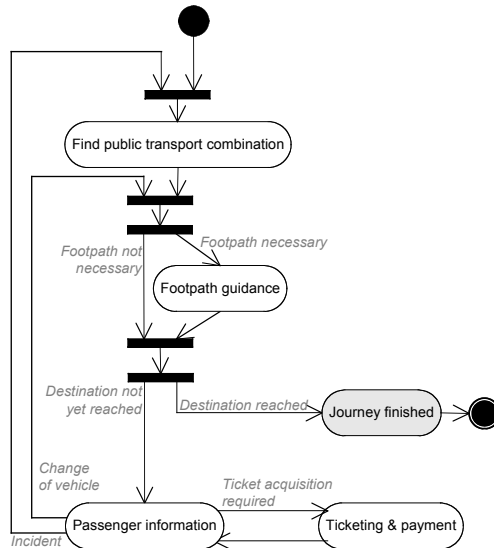 Find public transport combination
Footpath not
necessary
Footpath necessary
Footpath guidance
Destination not
yet reached
Destination reached
Journey finished
Change
of vehicle
Ticket acquisition
required
Passenger information
Ticketing & payment
Incident